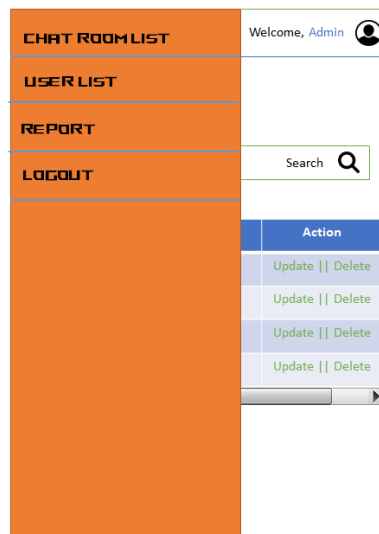 CHAT ROOM LIST
Welcome, Admin
USER LIST
REPORT
LOGOUT
Search
Action
Update || Delete
Update || Delete
Update || Delete
Update || Delete